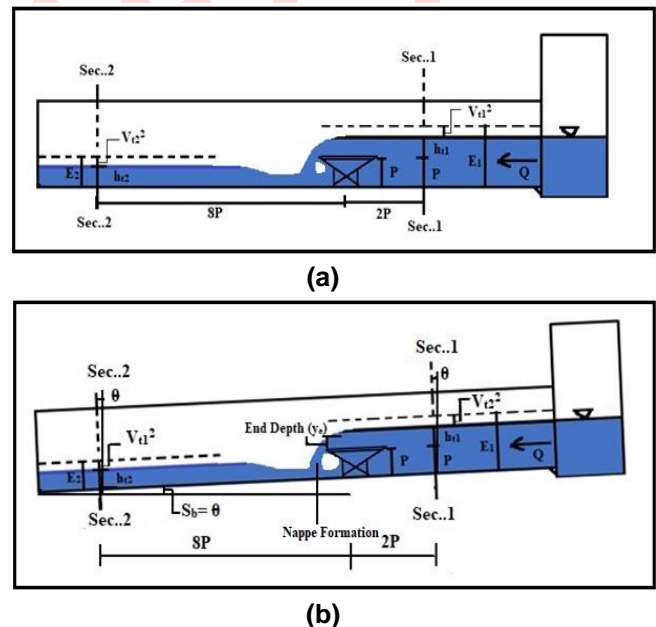 Sec..2
Sec..1
Vt2²
Vt1²
ht1
E2
ht2
P
P
E1
Q
Sec..2
8P
2P
Sec..1
(a)
Sec..1
Sec..2
θ
θ
Vt2²
Vt1²
End Depth (ye)
ht1
E2
ht2
P
P
E1
Q
Sb= θ
Sec..2
Nappe Formation
Sec..1
8P
2P
(b)